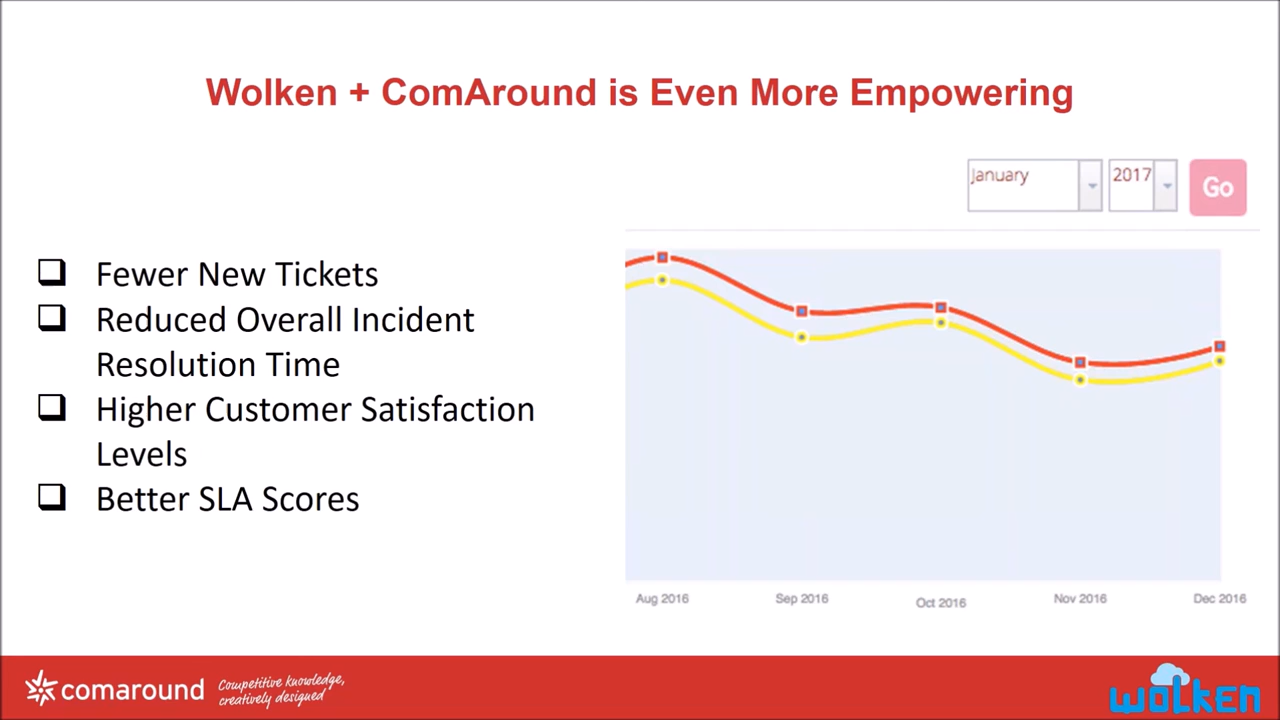 Wolken + ComAround is Even More Empowering
January
2017
Go
Fewer New Tickets
Reduced Overall Incident
Resolution Time
Higher Customer Satisfaction
Levels
Better SLA Scores
Aug 2016
Sep 2016
Oct 2016
Nov 2016
Dec 2016
comaround
Competitive knowledge,
creatively designed
wolken